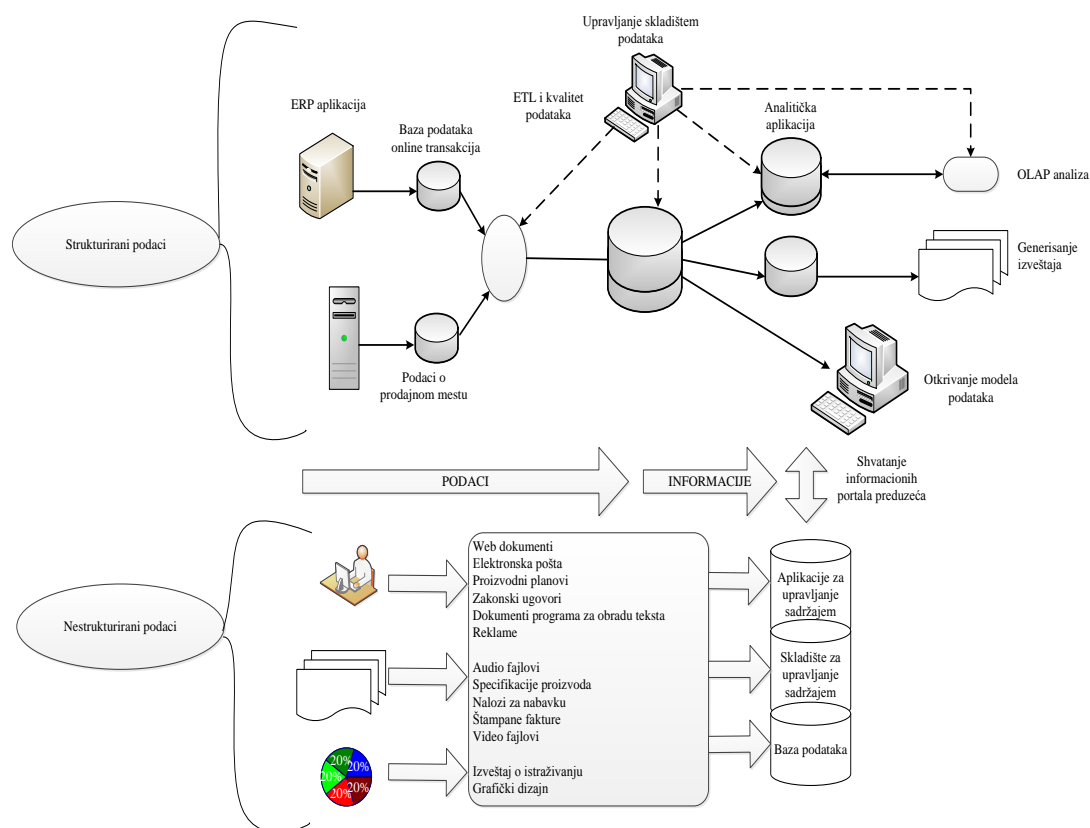 Upravljanje skladištem
podataka
ERP aplikacija
ETL i kvalitet
podataka
Baza podataka
online transakcija
Analitička
aplikacija
OLAP analiza
Strukturirani podaci
Generisanje
izveštaja
Podaci o
prodajnom mestu
Otkrivanje modela
podataka
PODACI
INFORMACIJE
Shvatanje
informacionih
portala preduzeća
Nestrukturirani podaci
Web dokumenti
Elektronska pošta
Proizvodni planovi
Zakonski ugovori
Dokumenti programa za obradu teksta
Reklame
Audio fajlovi
Specifikacije proizvoda
Nalozi za nabavku
Štampane fakture
Video fajlovi
Izveštaj o istraživanju
Grafički dizajn
Aplikacije za
upravljanje
sadržajem
Skladište za
upravljanje
sadržajem
Baza podataka
20%
20%
20%
20%
20%